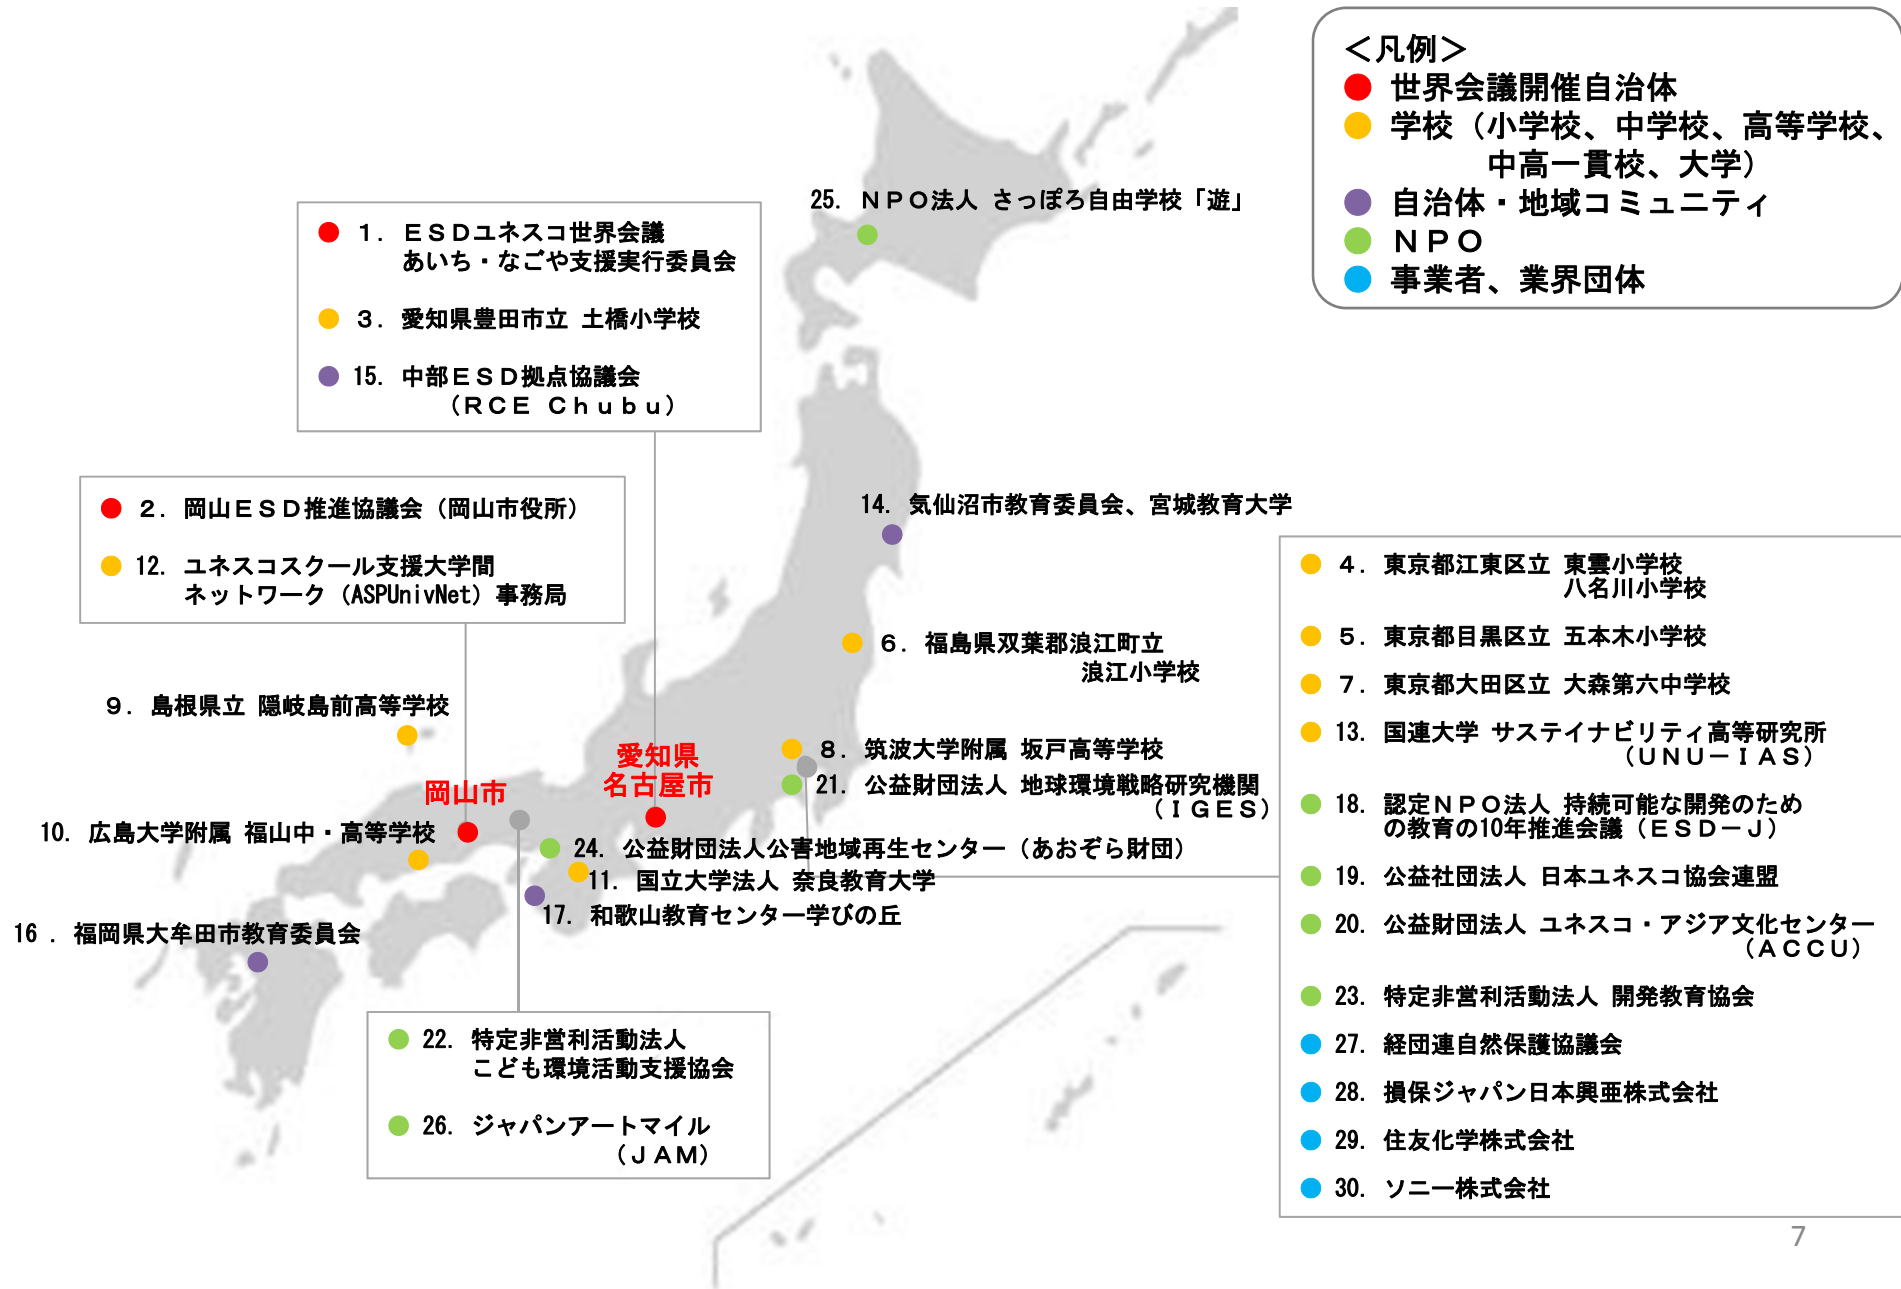 ＜凡例＞
世界会議開催自治体
学校（小学校、中学校、高等学校、
中高一貫校、大学）
自治体・地域コミュニティ
ＮＰＯ
事業者、業界団体
25. ＮＰＯ法人 さっぽろ自由学校「遊」
１. ＥＳＤユネスコ世界会議
あいち・なごや支援実行委員会
３. 愛知県豊田市立 土橋小学校
15. 中部ＥＳＤ拠点協議会
（ＲＣＥ Ｃｈｕｂｕ）
２. 岡山ＥＳＤ推進協議会（岡山市役所）
12. ユネスコスクール支援大学間
ネットワーク（ASPUnivNet）事務局
14. 気仙沼市教育委員会、宮城教育大学
６. 福島県双葉郡浪江町立
浪江小学校
９. 島根県立 隠岐島前高等学校
８. 筑波大学附属 坂戸高等学校
21. 公益財団法人 地球環境戦略研究機関
（ＩＧＥＳ）
愛知県
名古屋市
岡山市
10. 広島大学附属 福山中・高等学校
24. 公益財団法人公害地域再生センター（あおぞら財団）
11. 国立大学法人 奈良教育大学
17. 和歌山教育センター学びの丘
16 . 福岡県大牟田市教育委員会
22. 特定非営利活動法人
こども環境活動支援協会
26. ジャパンアートマイル
（ＪＡＭ）
４. 東京都江東区立 東雲小学校
八名川小学校
５. 東京都目黒区立 五本木小学校
７. 東京都大田区立 大森第六中学校
13. 国連大学 サステイナビリティ高等研究所
（ＵＮＵ－ＩＡＳ）
18. 認定ＮＰＯ法人 持続可能な開発のため
の教育の10年推進会議（ＥＳＤ－Ｊ）
19. 公益社団法人 日本ユネスコ協会連盟
20. 公益財団法人 ユネスコ・アジア文化センター
（ＡＣＣＵ）
23. 特定非営利活動法人 開発教育協会
27. 経団連自然保護協議会
28. 損保ジャパン日本興亜株式会社
29. 住友化学株式会社
30. ソニー株式会社
7